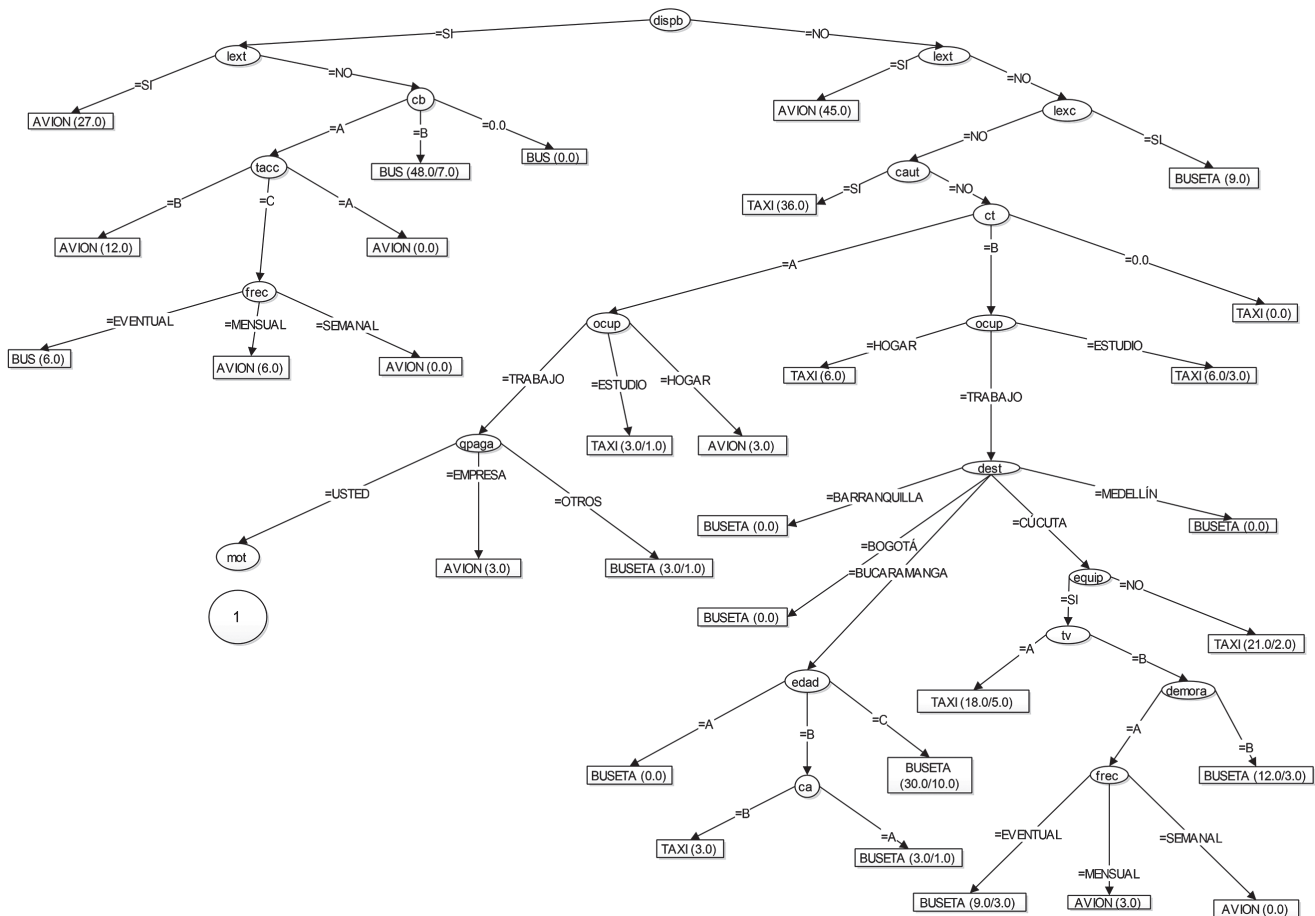 dispb
=SI
=NO
lext
lext
=SI
=NO
=SI
=NO
AVION (27.0)
cb
AVION (45.0)
lexc
=A
=B
=0.0
=NO
=SI
tacc
BUS (48.0/7.0)
BUS (0.0)
caut
BUSETA (9.0)
=B
=C
=A
=SI
=NO
TAXI (36.0)
ct
AVION (12.0)
AVION (0.0)
=A
=B
=0.0
frec
TAXI (0.0)
=EVENTUAL
=MENSUAL
=SEMANAL
ocup
ocup
BUS (6.0)
AVION (6.0)
AVION (0.0)
=HOGAR
=ESTUDIO
TAXI (6.0)
TAXI (6.0/3.0)
=TRABAJO
=ESTUDIO
=HOGAR
=TRABAJO
qpaga
TAXI (3.0/1.0)
AVION (3.0)
=USTED
=EMPRESA
=OTROS
dest
=BARRANQUILLA
=MEDELLÍN
BUSETA (0.0)
=CÚCUTA
BUSETA (0.0)
mot
AVION (3.0)
BUSETA (3.0/1.0)
=BOGOTÁ
=BUCARAMANGA
equip
=SI
=NO
1
BUSETA (0.0)
tv
TAXI (21.0/2.0)
=A
=B
edad
TAXI (18.0/5.0)
demora
=A
=B
=C
=A
=B
BUSETA (0.0)
BUSETA
(30.0/10.0)
frec
BUSETA (12.0/3.0)
ca
=B
=A
=EVENTUAL
=MENSUAL
=SEMANAL
TAXI (3.0)
BUSETA (3.0/1.0)
BUSETA (9.0/3.0)
AVION (3.0)
AVION (0.0)